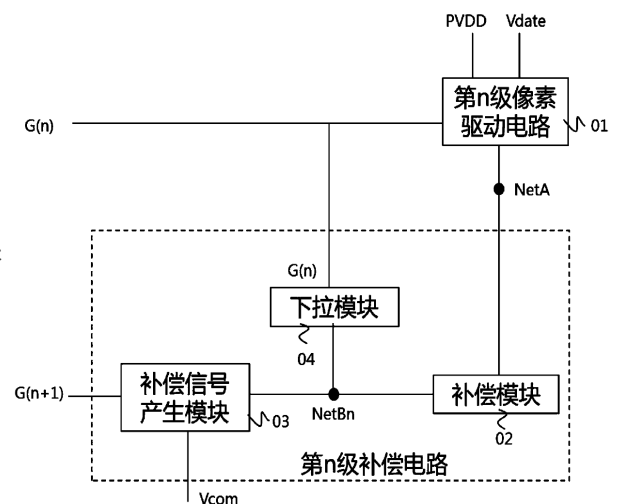 PVDD Vdate
第n级像素
驱动电路
01
G(n)
NetA
G(n)
下拉模块
04
G(n+1)
补偿信号
产生模块
03
NetBn
补偿模块
02
第n级补偿电路
Vcom